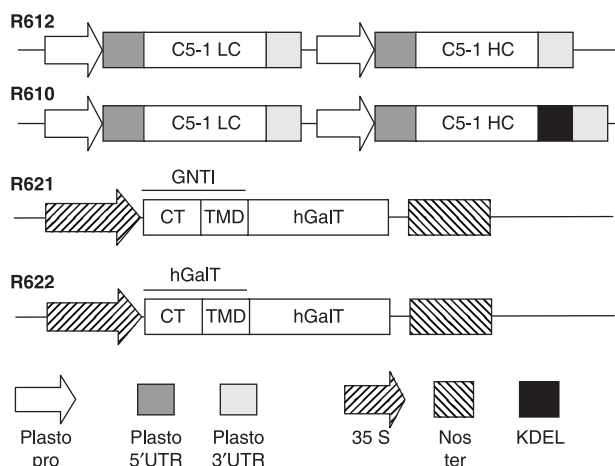 R612
C5-1 LC
C5-1 HC
R610
C5-1 LC
C5-1 HC
R621
GNTI
CT
TMD
hGalT
R622
hGalT
CT
TMD
hGalT
Plasto pro
Plasto 5′UTR
Plasto 3′UTR
35 S
Nos ter
KDEL